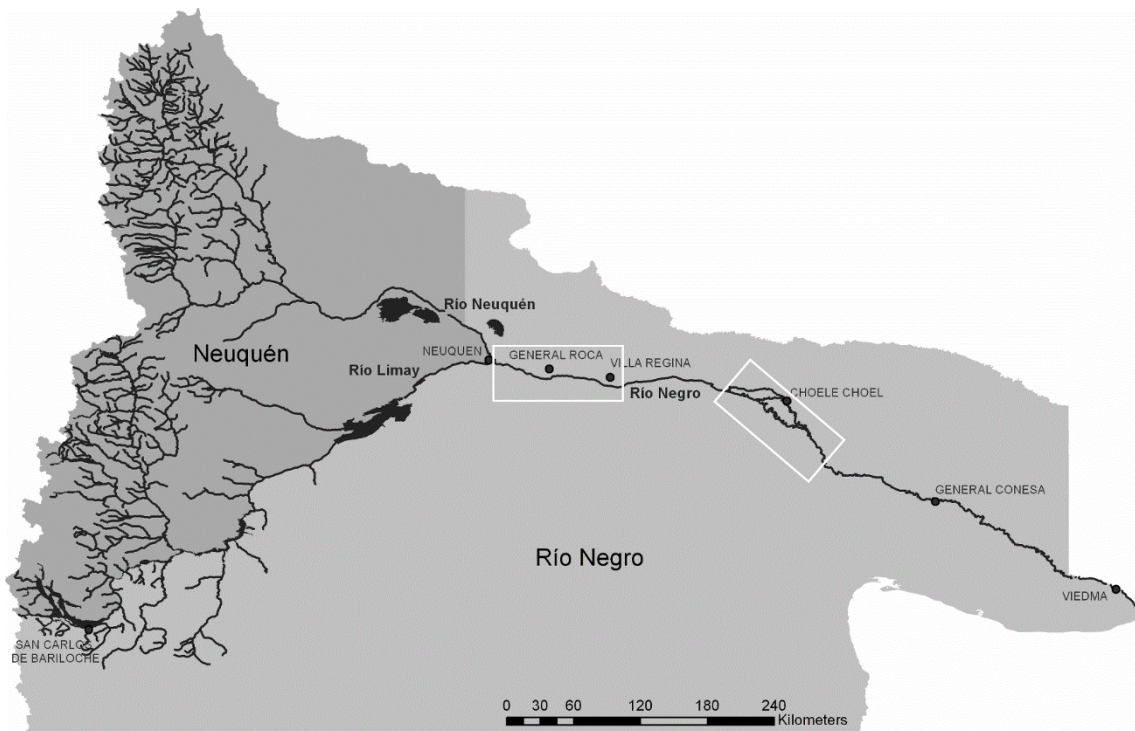 Río Neuquén
Neuquén
NEUQUEN
GENERAL ROCA
VILLA REGINA
Río Limay
Río Negro
CHOELE CHOEL
GENERAL CONESA
Río Negro
VIEDMA
SAN CARLOS
DE BARILOCHE
0 30 60 120 180 240
Kilometers